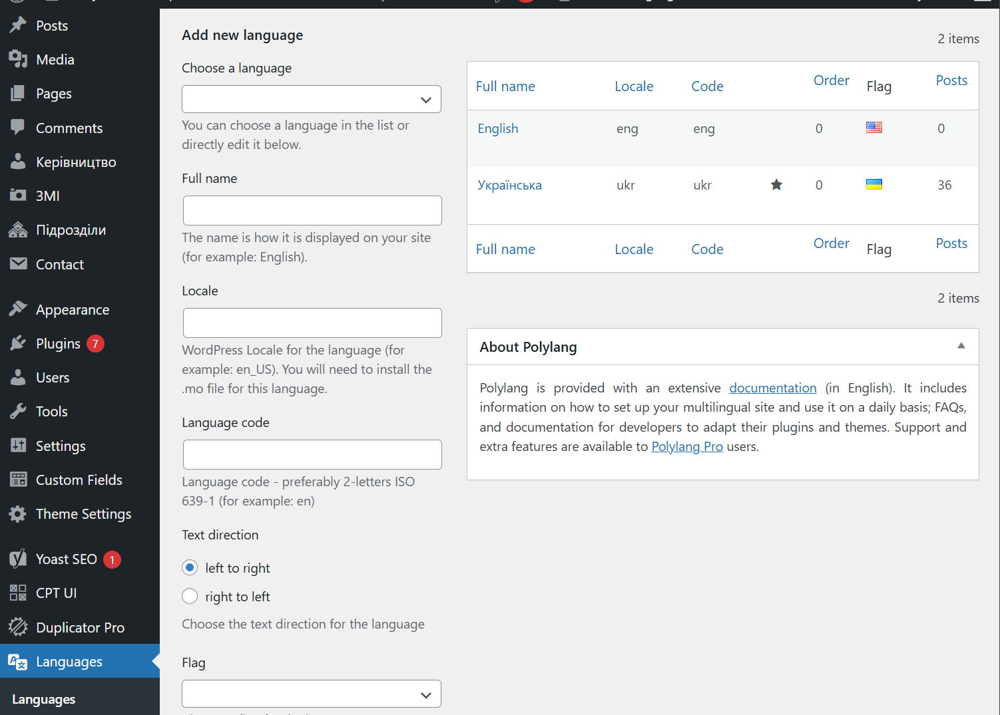 Posts
Media
Pages
Comments
Керівництво
ЗМІ
Підрозділи
Contact
Appearance
Plugins 7
Users
Tools
Settings
Custom Fields
Theme Settings
Yoast SEO 1
CPT UI
Duplicator Pro
Languages
Languages
Add new language
Choose a language
You can choose a language in the list or
directly edit it below.
Full name
The name is how it is displayed on your site
(for example: English).
Locale
WordPress Locale for the language (for
example: en_US). You will need to install the
.mo file for this language.
Language code
Language code - preferably 2-letters ISO
639-1 (for example: en)
Text direction
left to right
right to left
Choose the text direction for the language
Flag
2 items
Full name Locale Code Order Flag Posts
English eng eng 0 0
Українська ukr ukr 0 36
Full name Locale Code Order Flag Posts
2 items
About Polylang
Polylang is provided with an extensive documentation (in English). It includes
information on how to set up your multilingual site and use it on a daily basis; FAQs,
and documentation for developers to adapt their plugins and themes. Support and
extra features are available to Polylang Pro users.